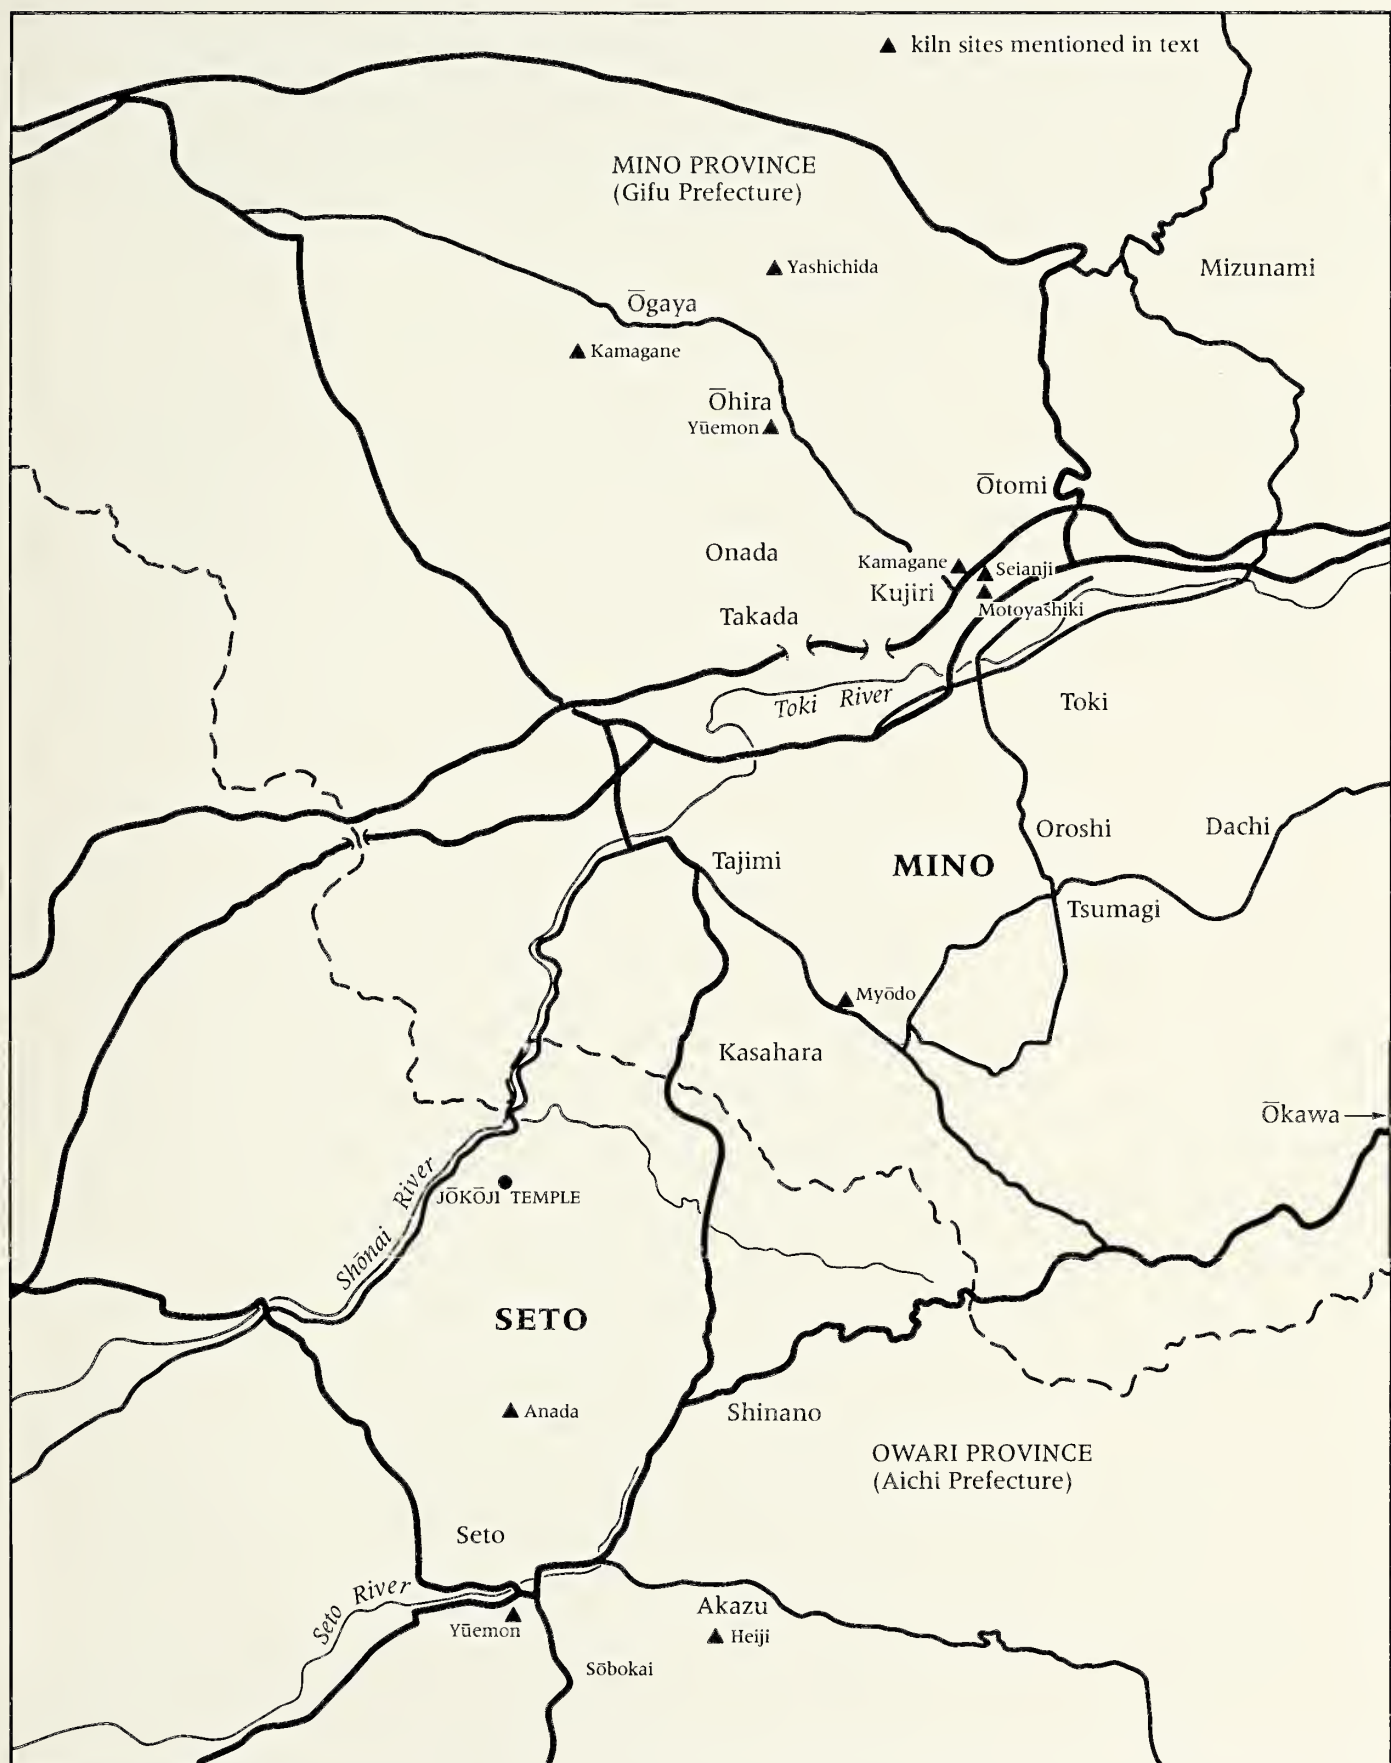 ▲ kiln sites mentioned in text
MINO PROVINCE
(Gifu Prefecture)
▲ Yashichida
Mizunami
Ōgaya
▲ Kamagane
Ōhira
Yūemon ▲
Ōtomi
Onada
Kamagane ▲
▲ Seianji
Kujiri
▲
Motoyashiki
Takada
Toki River
Toki
Oroshi
Dachi
Tajimi
MINO
Tsumagi
▲ Myōdo
Kasahara
Ōkawa →
Shōnai River
JŌKŌJI TEMPLE
SETO
▲ Anada
Shinano
OWARI PROVINCE
(Aichi Prefecture)
Seto
Seto River
Akazu
▲
Yūemon
▲ Heiji
Sōbokai